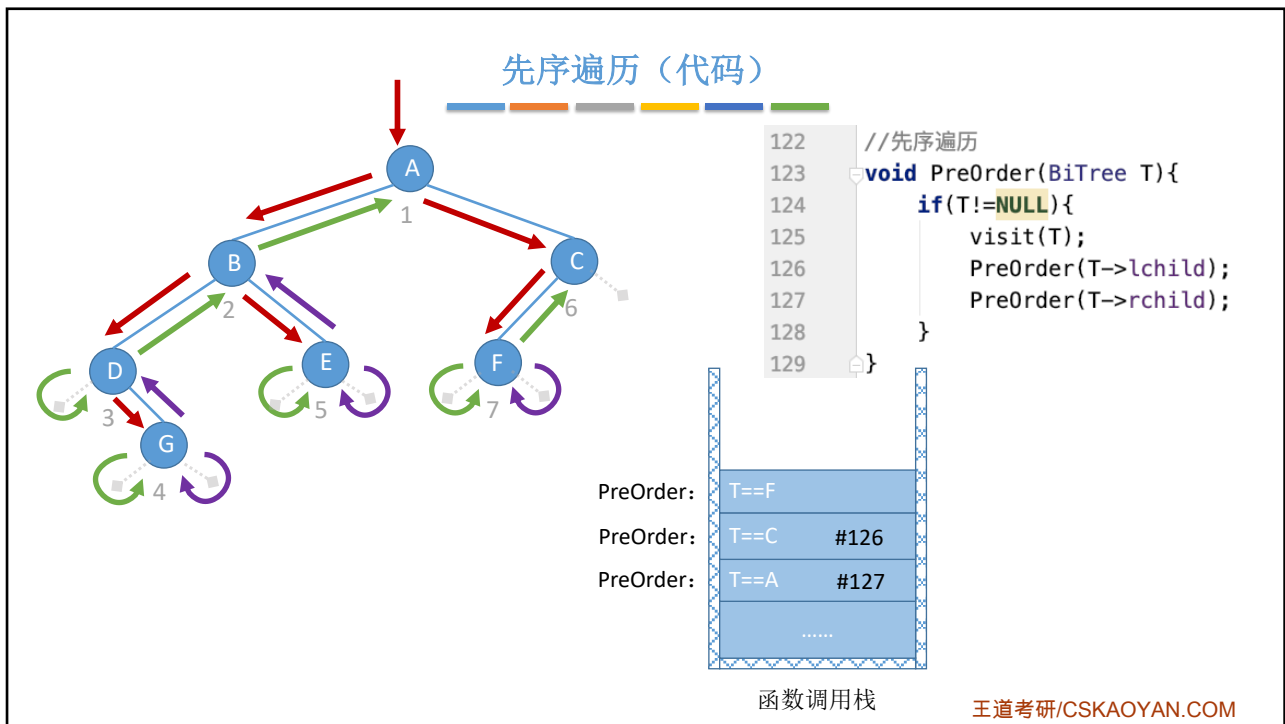 先序遍历（代码）
A
1
B
2
C
6
D
3
E
5
F
7
G
4
122 //先序遍历
123 void PreOrder(BiTree T){
124 if(T!=NULL){
125 visit(T);
126 PreOrder(T->lchild);
127 PreOrder(T->rchild);
128 }
129 }
PreOrder： T==F
PreOrder： T==C #126
PreOrder： T==A #127
......
函数调用栈
王道考研/CSKAOYAN.COM